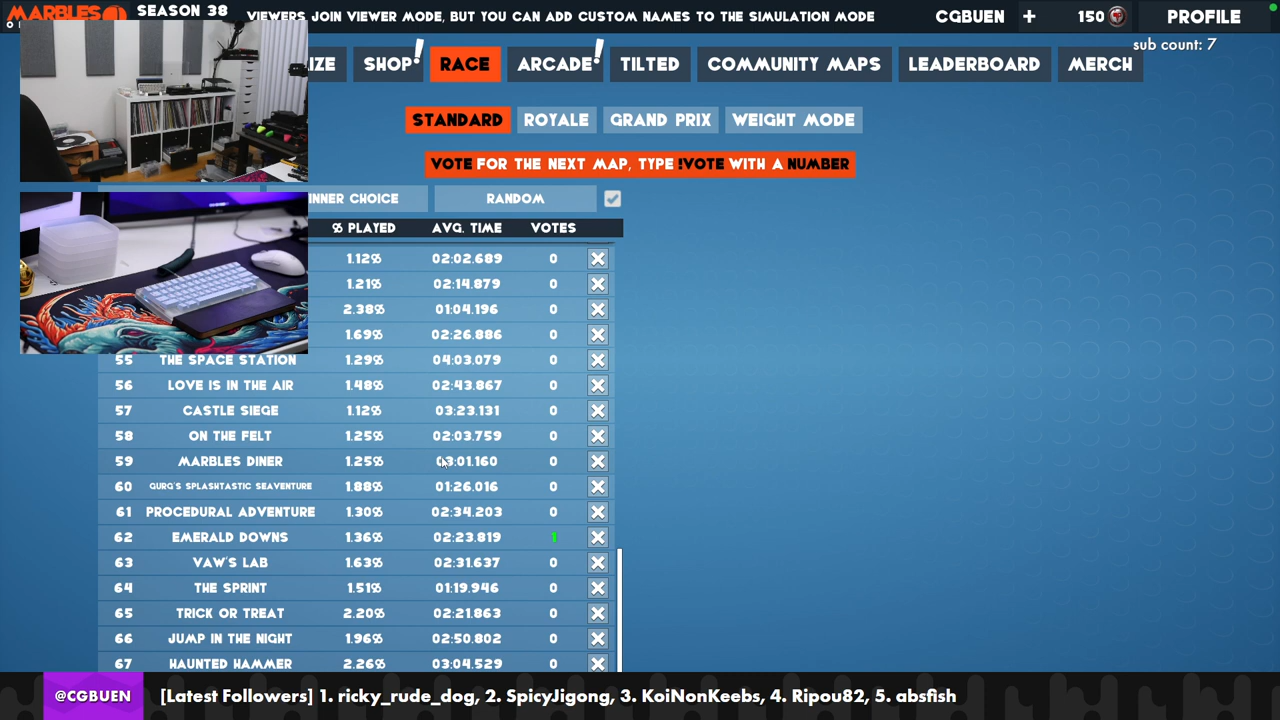 MARBLES
SEASON 38
VIEWERS JOIN VIEWER MODE, BUT YOU CAN ADD CUSTOM NAMES TO THE SIMULATION MODE
CGBUEN + 150 PROFILE
sub count: 7
IZE SHOP! RACE ARCADE! TILTED COMMUNITY MAPS LEADERBOARD MERCH
STANDARD ROYALE GRAND PRIX WEIGHT MODE
VOTE FOR THE NEXT MAP, TYPE !VOTE WITH A NUMBER
INNER CHOICE RANDOM
% PLAYED AVG. TIME VOTES
1.12% 02:02.689 0
1.21% 02:14.879 0
2.38% 01:04.196 0
1.69% 02:26.886 0
55 THE SPACE STATION 1.29% 04:03.079 0
56 LOVE IS IN THE AIR 1.48% 02:43.867 0
57 CASTLE SIEGE 1.12% 03:23.131 0
58 ON THE FELT 1.25% 02:03.759 0
59 MARBLES DINER 1.25% 03:01.160 0
60 GURG'S SPLASHTASTIC SEAVENTURE 1.88% 01:26.016 0
61 PROCEDURAL ADVENTURE 1.30% 02:34.203 0
62 EMERALD DOWNS 1.36% 02:23.819 1
63 VAW'S LAB 1.63% 02:31.637 0
64 THE SPRINT 1.51% 01:19.946 0
65 TRICK OR TREAT 2.20% 02:21.863 0
66 JUMP IN THE NIGHT 1.96% 02:50.802 0
67 HAUNTED HAMMER 2.26% 03:04.529 0
@CGBUEN [Latest Followers] 1. ricky_rude_dog, 2. SpicyJigong, 3. KoiNonKeebs, 4. Ripou82, 5. absfish